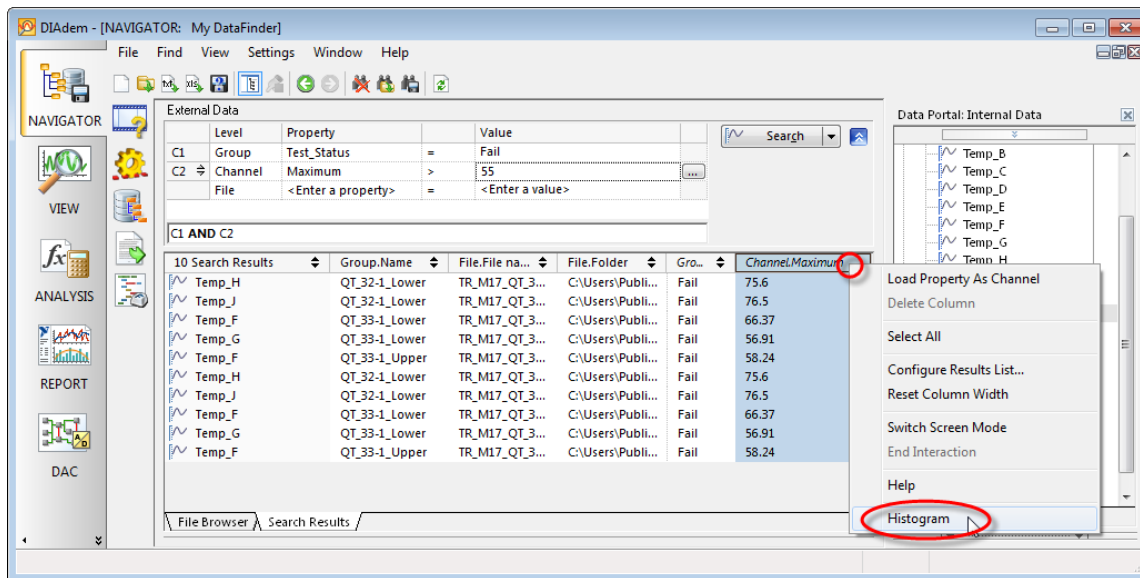 DIAdem - [NAVIGATOR: My DataFinder]
File Find View Settings Window Help
NAVIGATOR
VIEW
ANALYSIS
REPORT
DAC
External Data
Level Property Value
C1 Group Test_Status = Fail
C2 Channel Maximum > 55 ...
File <Enter a property> = <Enter a value>
C1 AND C2
Search
10 Search Results Group.Name File.File na... File.Folder Gro... Channel.Maximum
Temp_H QT_32-1_Lower TR_M17_QT_3... C:\Users\Publi... Fail 75.6
Temp_J QT_32-1_Lower TR_M17_QT_3... C:\Users\Publi... Fail 76.5
Temp_F QT_33-1_Lower TR_M17_QT_3... C:\Users\Publi... Fail 66.37
Temp_G QT_33-1_Lower TR_M17_QT_3... C:\Users\Publi... Fail 56.91
Temp_F QT_33-1_Upper TR_M17_QT_3... C:\Users\Publi... Fail 58.24
Temp_H QT_32-1_Lower TR_M17_QT_3... C:\Users\Publi... Fail 75.6
Temp_J QT_32-1_Lower TR_M17_QT_3... C:\Users\Publi... Fail 76.5
Temp_F QT_33-1_Lower TR_M17_QT_3... C:\Users\Publi... Fail 66.37
Temp_G QT_33-1_Lower TR_M17_QT_3... C:\Users\Publi... Fail 56.91
Temp_F QT_33-1_Upper TR_M17_QT_3... C:\Users\Publi... Fail 58.24
File Browser Search Results
Data Portal: Internal Data
Temp_B
Temp_C
Temp_D
Temp_E
Temp_F
Temp_G
Temp_H
Load Property As Channel
Delete Column
Select All
Configure Results List...
Reset Column Width
Switch Screen Mode
End Interaction
Help
Histogram